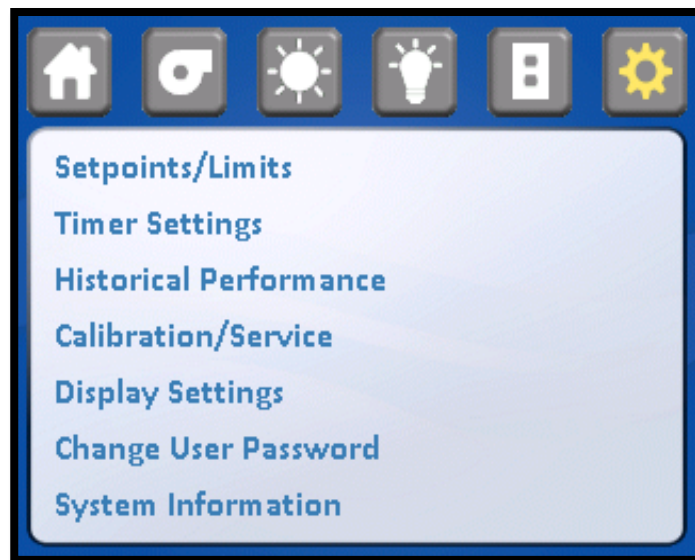 Setpoints/Limits
Timer Settings
Historical Performance
Calibration/Service
Display Settings
Change User Password
System Information